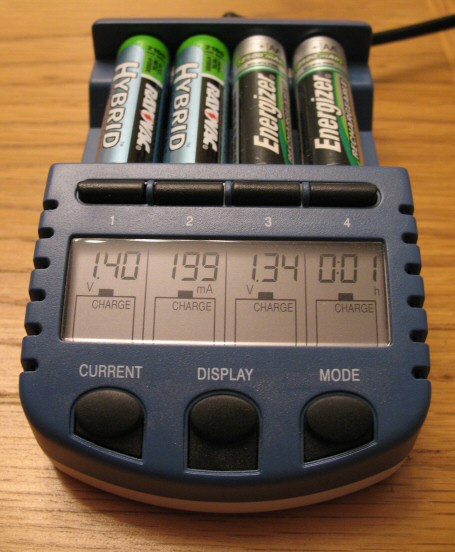 HYBRID
RAYOVAC
HYBRID
RAYOVAC
Energizer
Energizer
1 2 3 4
1.40 V 199 mA 1.34 V 0:01 h
CHARGE CHARGE CHARGE CHARGE
CURRENT DISPLAY MODE